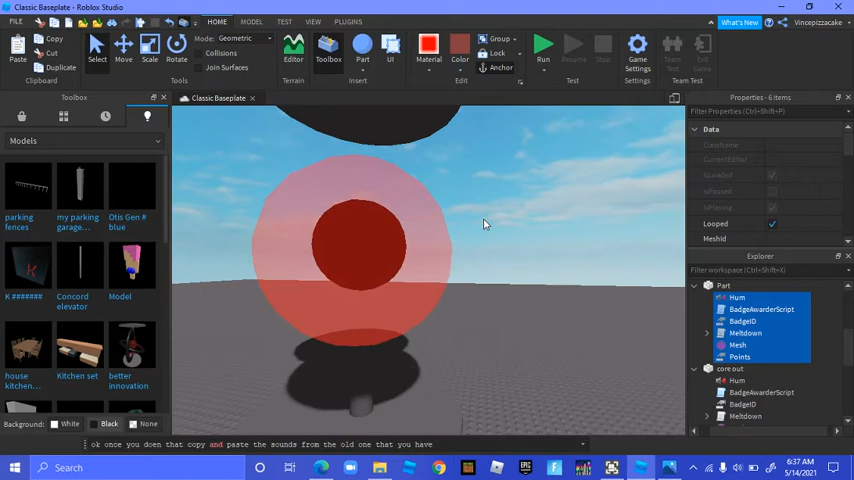 Classic Baseplate - Roblox Studio
FILE HOME MODEL TEST VIEW PLUGINS What's New Vincepizzacake
Paste Copy Cut Duplicate Select Move Scale Rotate Mode: Geometric Collisions Join Surfaces Editor Toolbox Part UI Material Color Group Lock Anchor Run Resume Stop Game Settings Team Test Exit Game
Clipboard Tools Terrain Insert Edit Test Settings Team Test
Toolbox
Classic Baseplate
Models
parking fences
my parking garage...
Otis Gen # blue
K #######
Concord elevator
Model
house kitchen...
Kitchen set
better innovation
Background: White Black None
Properties - 6 items
Filter Properties (Ctrl+Shift+P)
Data
ClassName
CurrentEditor
IsLoaded
IsPaused
IsPlaying
Looped
MeshId
Explorer
Filter workspace (Ctrl+Shift+X)
Part
Hum
BadgeAwarderScript
BadgeID
Meltdown
Mesh
Points
core out
Hum
BadgeAwarderScript
BadgeID
Meltdown
ok once you doen that copy and paste the sounds from the old one that you have
Search
EPIC
6:37 AM
5/14/2021